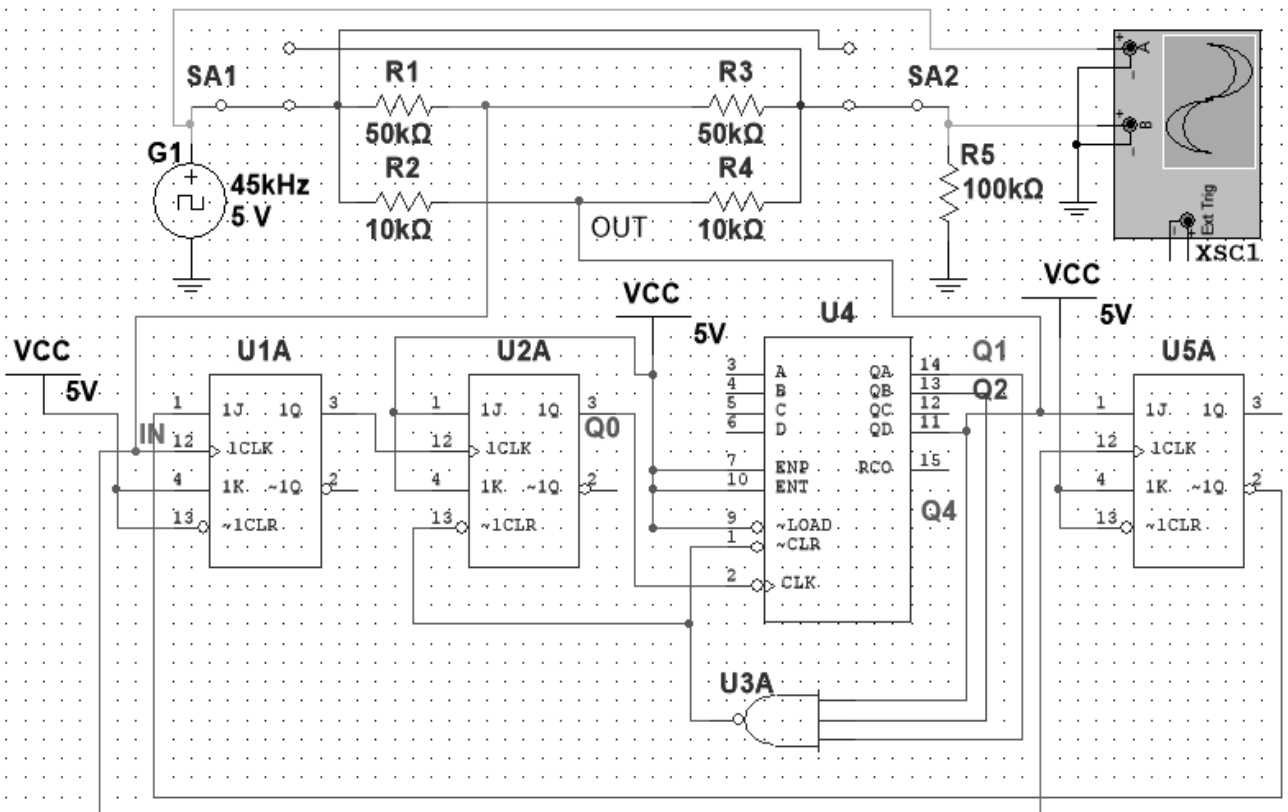 SA1
R1
50kΩ
R2
10kΩ
R3
50kΩ
R4
10kΩ
SA2
G1
45kHz
5 V
OUT
R5
100kΩ
+
A
−
+
B
−
Ext Trig
−
+
XSC1
VCC
5V
U1A
1 1J 1Q 3
IN
12 1CLK
4 1K ~1Q 2
13 ~1CLR
U2A
1 1J 1Q 3
Q0
12 1CLK
4 1K ~1Q 2
13 ~1CLR
VCC
5V
U4
3 A QA 14 Q1
4 B QB 13 Q2
5 C QC 12
6 D QD 11
7 ENP RCO 15
10 ENT
Q4
9 ~LOAD
1 ~CLR
2 CLK
U3A
VCC
5V
U5A
1 1J 1Q 3
12 1CLK
4 1K ~1Q 2
13 ~1CLR